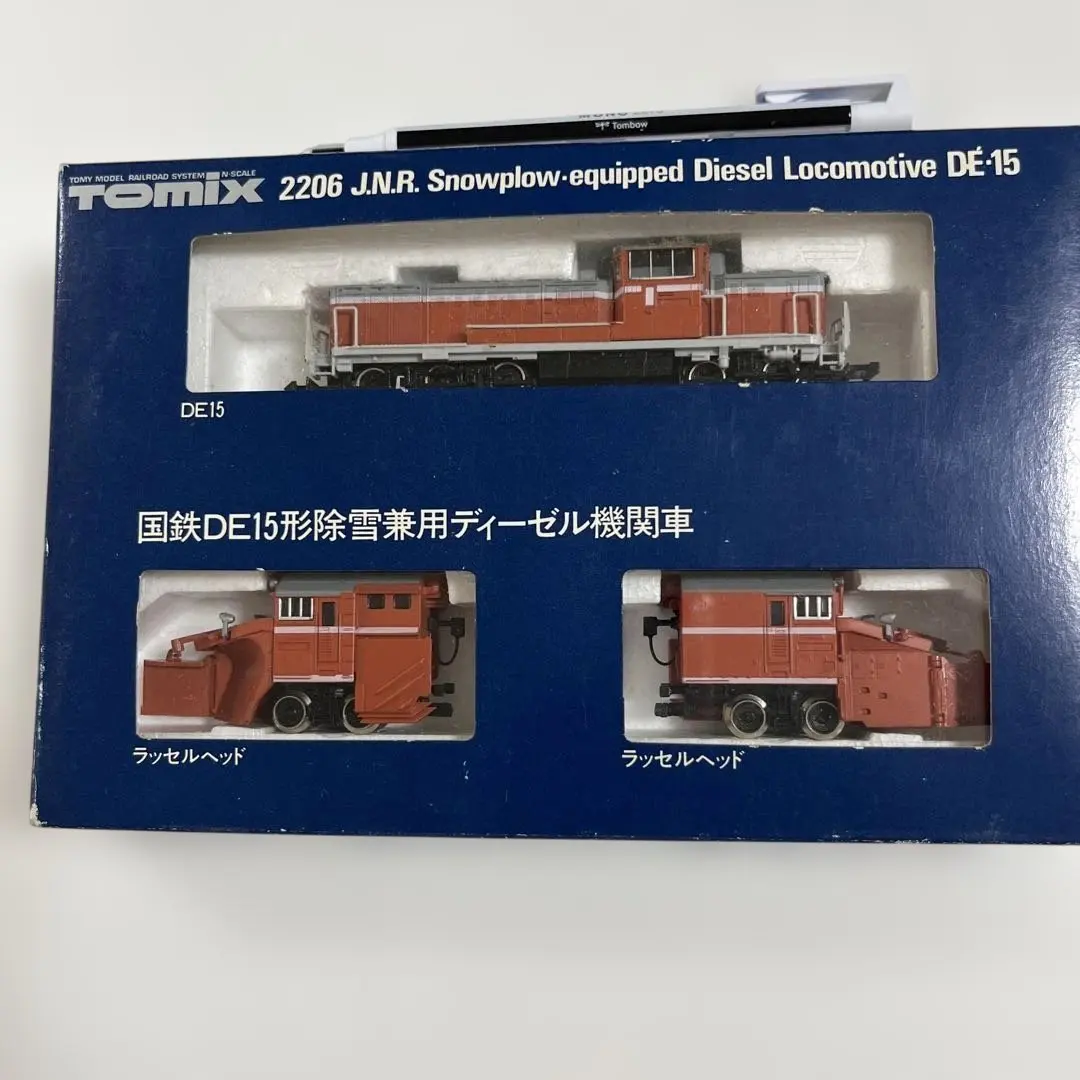 Tombow
TOMY MODEL RAILROAD SYSTEM N-SCALE
TOMIX 2206 J.N.R. Snowplow·equipped Diesel Locomotive DE·15
DE15
国鉄DE15形除雪兼用ディーゼル機関車
ラッセルヘッド
ラッセルヘッド